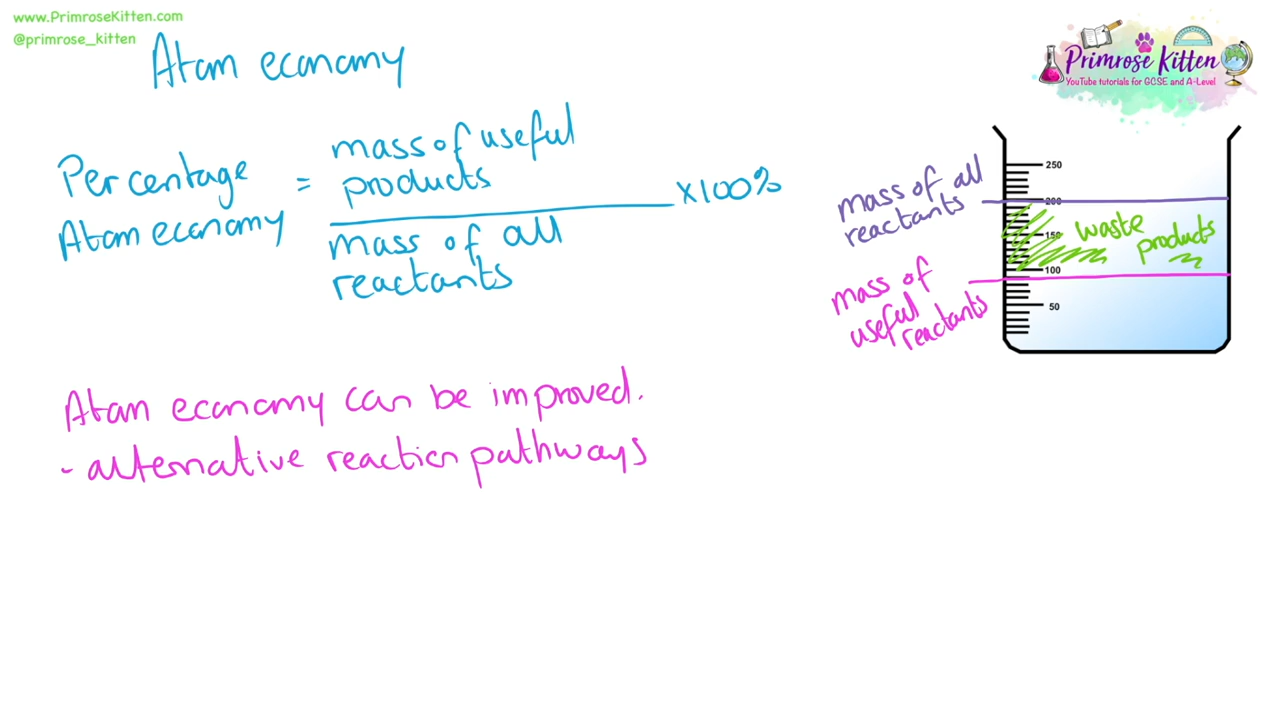 www.PrimroseKitten.com
@primrose_kitten
Atom economy
Primrose Kitten
YouTube tutorials for GCSE and A-Level
Percentage
Atom economy
=
mass of useful
products
mass of all
reactants
x100%
mass of all
reactants
mass of
useful
reactants
250
200
150
100
50
waste
products
Atom economy can be improved.
- alternative reaction pathways